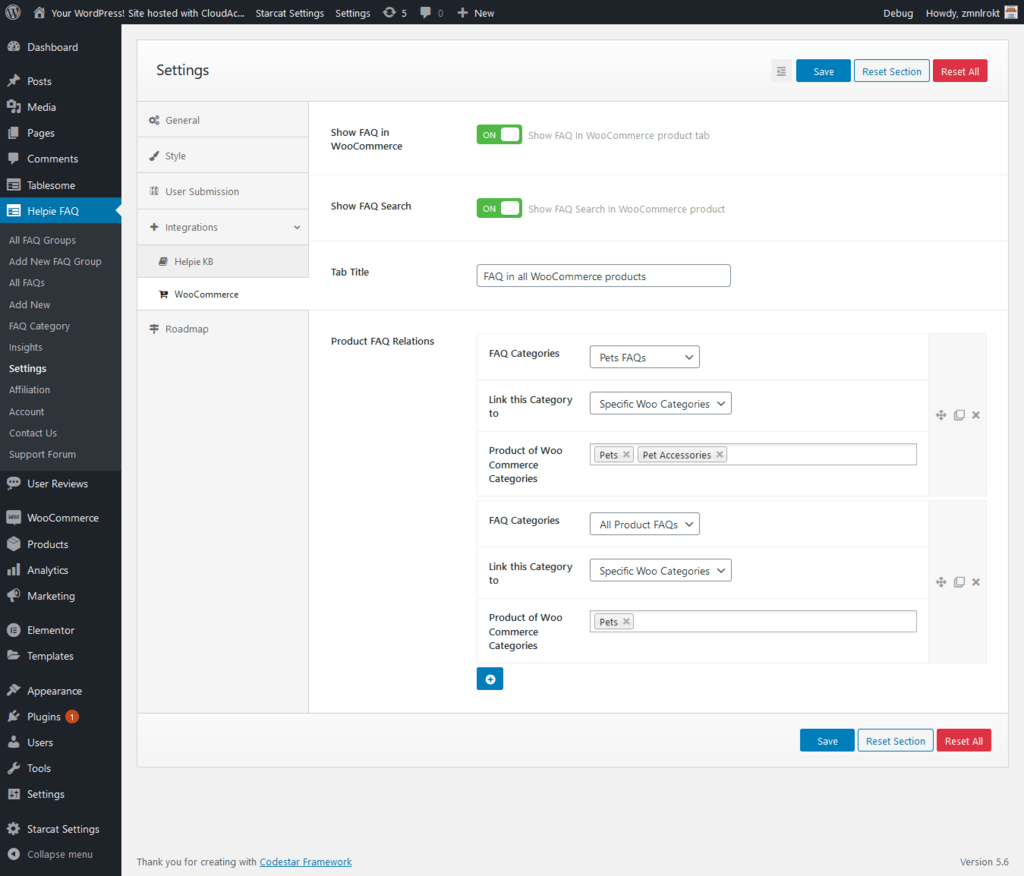 Your WordPress! Site hosted with CloudAc... Starcat Settings Settings 5 0 New Debug Howdy, zmnlrokt
Dashboard
Posts
Media
Pages
Comments
Tablesome
Helpie FAQ
All FAQ Groups
Add New FAQ Group
All FAQs
Add New
FAQ Category
Insights
Settings
Affiliation
Account
Contact Us
Support Forum
User Reviews
WooCommerce
Products
Analytics
Marketing
Elementor
Templates
Appearance
Plugins 1
Users
Tools
Settings
Starcat Settings
Collapse menu
Settings Save Reset Section Reset All
General
Style
User Submission
Integrations
Helpie KB
WooCommerce
Roadmap
Show FAQ in
WooCommerce
ON Show FAQ In WooCommerce product tab
Show FAQ Search ON Show FAQ Search In WooCommerce product
Tab Title FAQ in all WooCommerce products
Product FAQ Relations
FAQ Categories Pets FAQs
Link this Category
to
Specific Woo Categories
Product of Woo
Commerce
Categories
Pets Pet Accessories
FAQ Categories All Product FAQs
Link this Category
to
Specific Woo Categories
Product of Woo
Commerce
Categories
Pets
Save Reset Section Reset All
Thank you for creating with Codestar Framework Version 5.6